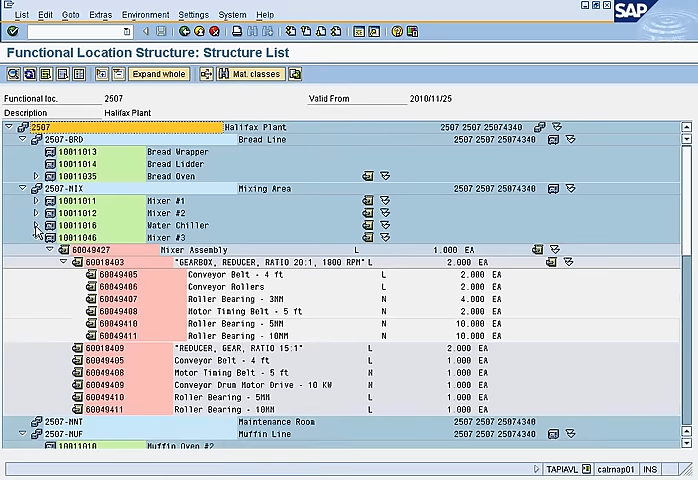 SAP
List Edit Goto Extras Environment Settings System Help
Functional Location Structure: Structure List
Expand whole Mat. classes
Functional loc. 2507 Valid From 2010/11/25
Description Halifax Plant
2507 Halifax Plant 2507 2507 25074340
2507-BRD Bread Line 2507 2507 25074340
10011013 Bread Wrapper
10011014 Bread Lidder
10011035 Bread Oven
2507-MIX Mixing Area 2507 2507 25074340
10011011 Mixer #1
10011012 Mixer #2
10011016 Water Chiller
10011046 Mixer #3
60049427 Mixer Assembly L 1.000 EA
60018403 "GEARBOX, REDUCER, RATIO 20:1, 1800 RPM" L 2.000 EA
60049405 Conveyor Belt - 4 ft L 2.000 EA
60049406 Conveyor Rollers L 2.000 EA
60049407 Roller Bearing - 3MM N 4.000 EA
60049408 Motor Timing Belt - 5 ft N 2.000 EA
60049410 Roller Bearing - 5MM L 10.000 EA
60049411 Roller Bearing - 10MM L 10.000 EA
60018409 "REDUCER, GEAR, RATIO 15:1" L 2.000 EA
60049405 Conveyor Belt - 4 ft L 1.000 EA
60049408 Motor Timing Belt - 5 ft N 1.000 EA
60049409 Conveyor Drum Motor Drive - 10 KW N 1.000 EA
60049410 Roller Bearing - 5MM L 1.000 EA
60049411 Roller Bearing - 10MM L 1.000 EA
2507-MNT Maintenance Room 2507 2507 25074340
2507-MUF Muffin Line 2507 2507 25074340
10011010 Muffin Oven #2
TAPIAVL catrnap01 INS